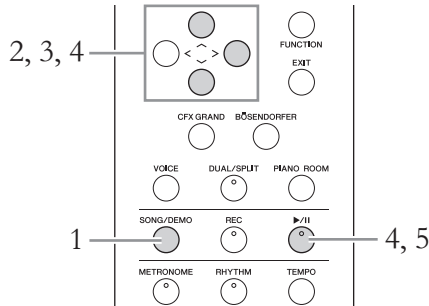 2, 3, 4
FUNCTION
EXIT
CFX GRAND BÖSENDORFER
VOICE DUAL/SPLIT PIANO ROOM
SONG/DEMO REC ►/II
1
4, 5
METRONOME RHYTHM TEMPO